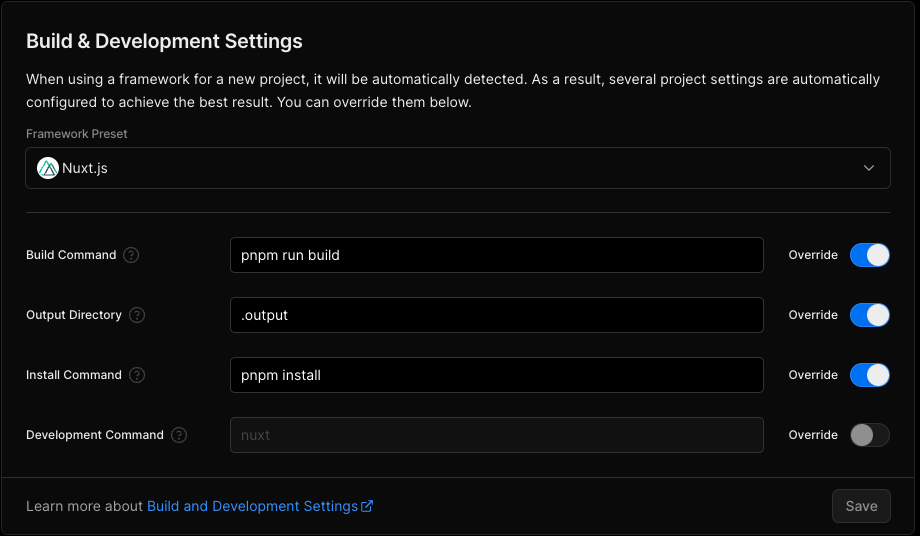 Build & Development Settings
When using a framework for a new project, it will be automatically detected. As a result, several project settings are automatically
configured to achieve the best result. You can override them below.
Framework Preset
Nuxt.js
Build Command ? pnpm run build Override
Output Directory ? .output Override
Install Command ? pnpm install Override
Development Command ? nuxt Override
Learn more about Build and Development Settings Save